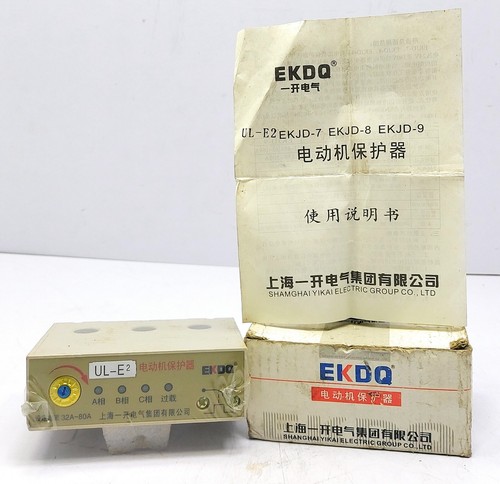 EKDQ®
一开电气
UL-E2 EKJD-7 EKJD-8 EKJD-9
电动机保护器
使用说明书
上海一开电气集团有限公司
SHANGHAI YIKAI ELECTRIC GROUP CO., LTD
UL-E2 电动机保护器 EKDQ
A相 B相 C相 过载
32A-80A 上海一开电气集团有限公司
EKDQ
电动机保护器
上海一开电气集团有限公司
SHANGHAI YIKAI ELECTRIC GROUP CO., LTD